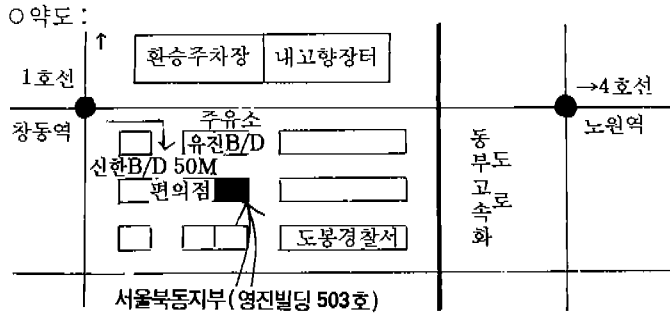 ○약도:
↑
환승주차장 내고향장터
1호선
→4호선
창동역
노원역
주유소
유진B/D
신한B/D 50M
편의점
도봉경찰서
동부고속화
도로
서울북동지부(영진빌딩 503호)